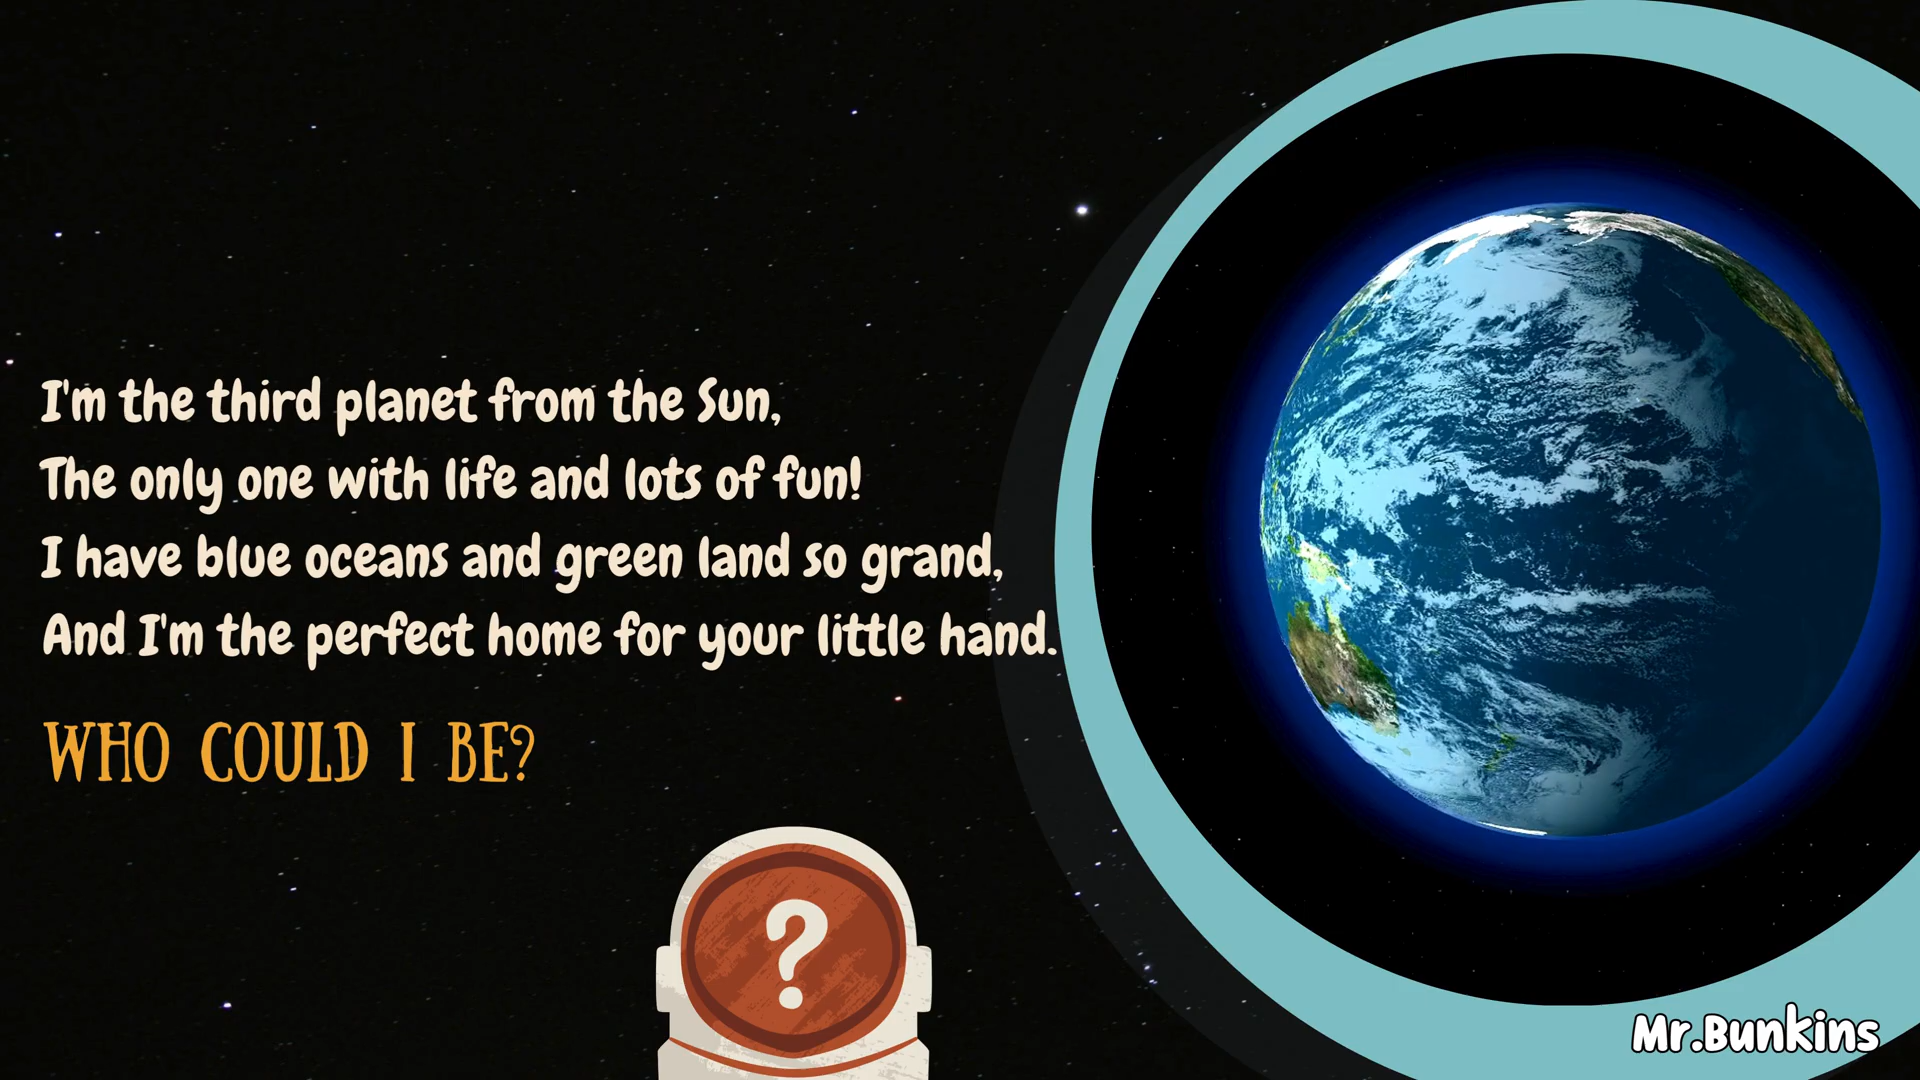 I'm the third planet from the Sun,
The only one with life and lots of fun!
I have blue oceans and green land so grand,
And I'm the perfect home for your little hand.
WHO COULD I BE?
?
Mr.Bunkins